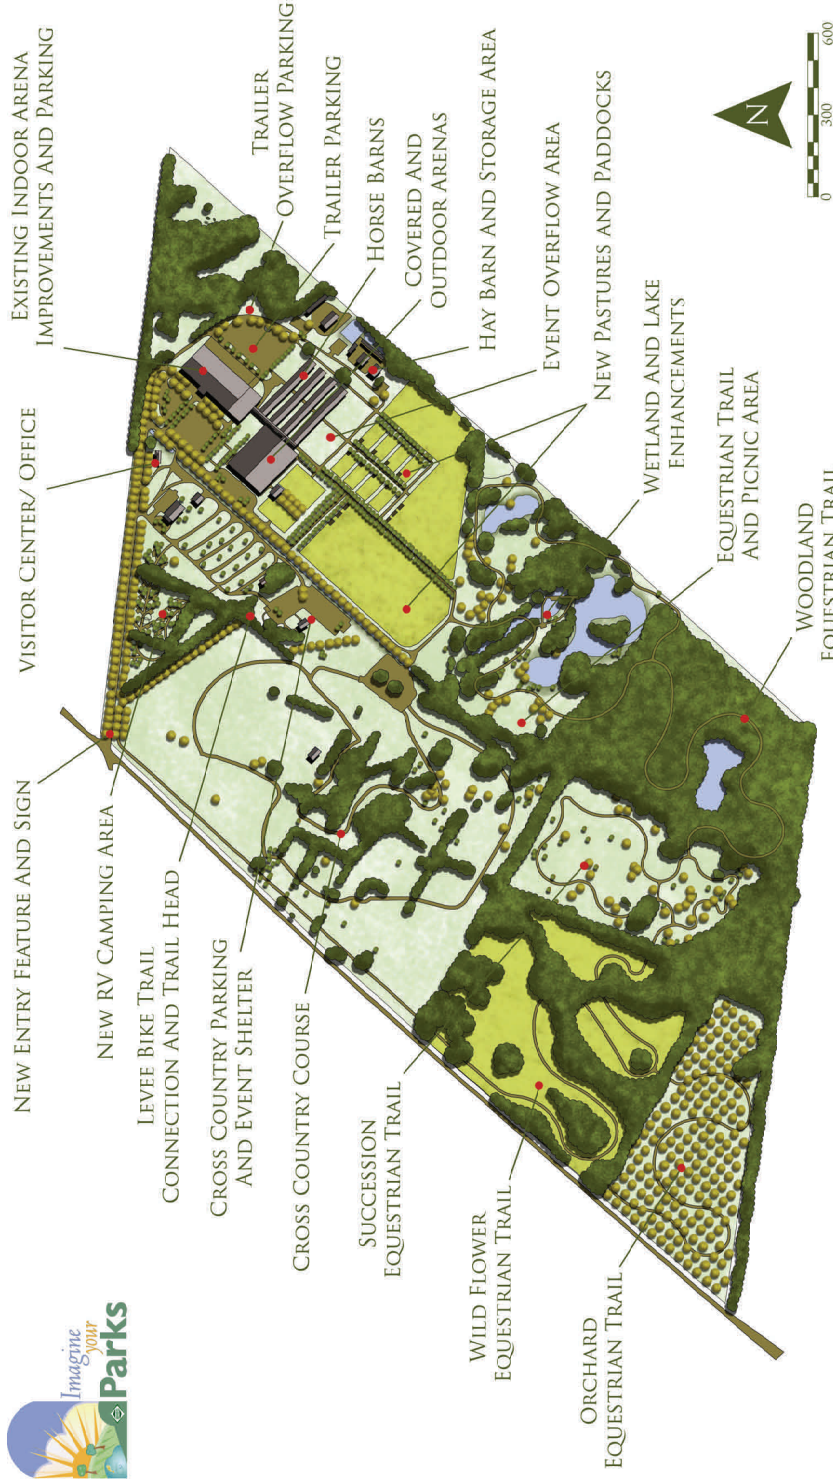 Imagine
your
Parks
New Entry Feature And Sign
New RV Camping Area
Levee Bike Trail
Connection And Trail Head
Cross Country Parking
And Event Shelter
Cross Country Course
Succession
Equestrian Trail
Wild Flower
Equestrian Trail
Orchard
Equestrian Trail
Visitor Center/ Office
Existing Indoor Arena
Improvements And Parking
Trailer
Overflow Parking
Trailer Parking
Horse Barns
Covered And
Outdoor Arenas
Hay Barn And Storage Area
Event Overflow Area
New Pastures and Paddocks
Wetland And Lake
Enhancements
Equestrian Trail
And Picnic Area
Woodland
Equestrian Trail
N
0 300 600